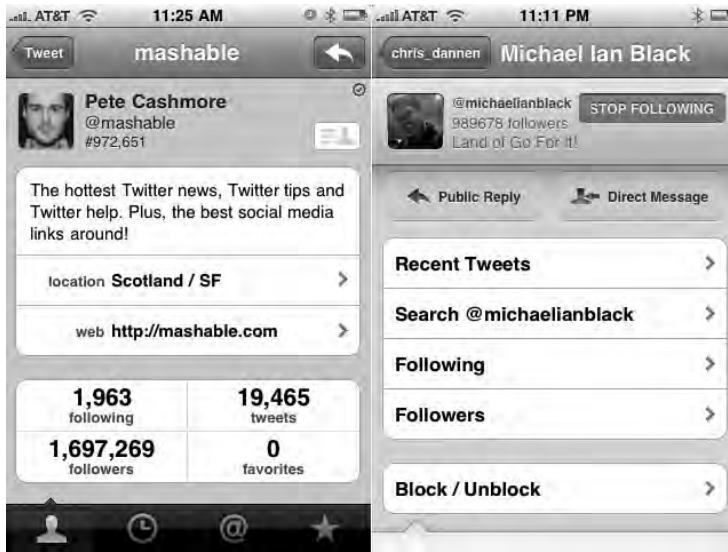 AT&T 11:25 AM
Tweet mashable
Pete Cashmore
@mashable
#972,651
The hottest Twitter news, Twitter tips and
Twitter help. Plus, the best social media
links around!
location Scotland / SF
web http://mashable.com
1,963 19,465
following tweets
1,697,269 0
followers favorites
@
AT&T 11:11 PM
chris_dannen Michael Ian Black
@michaelianblack STOP FOLLOWING
989678 followers
Land of Go For It!
Public Reply Direct Message
Recent Tweets
Search @michaelianblack
Following
Followers
Block / Unblock